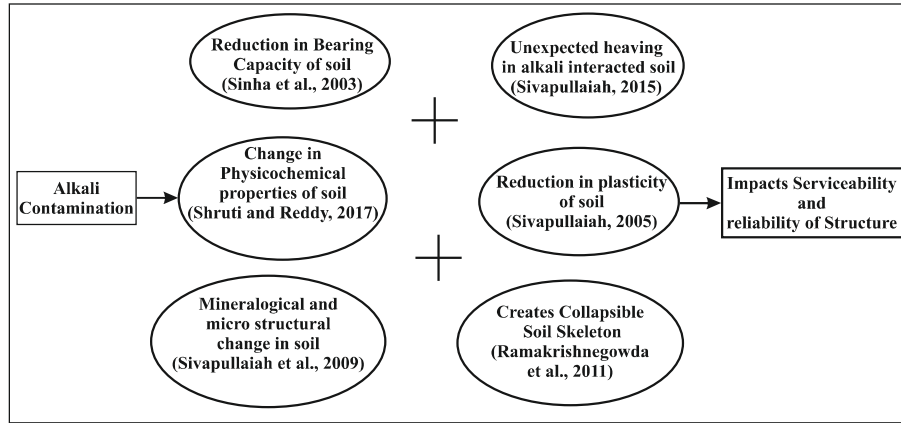 Reduction in Bearing
Capacity of soil
(Sinha et al., 2003)
Unexpected heaving
in alkali interacted soil
(Sivapullaiah, 2015)
Alkali
Contamination
Change in
Physicochemical
properties of soil
(Shruti and Reddy, 2017)
Reduction in plasticity
of soil
(Sivapullaiah, 2005)
Impacts Serviceability
and
reliability of Structure
Mineralogical and
micro structural
change in soil
(Sivapullaiah et al., 2009)
Creates Collapsible
Soil Skeleton
(Ramakrishnegowda
et al., 2011)